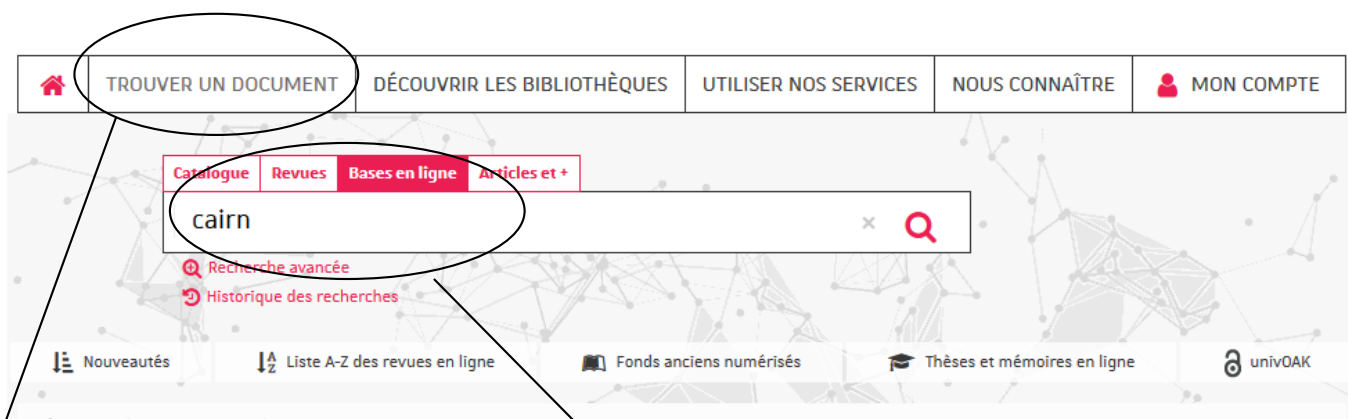 TROUVER UN DOCUMENT DÉCOUVRIR LES BIBLIOTHÈQUES UTILISER NOS SERVICES NOUS CONNAÎTRE MON COMPTE
Catalogue Revues Bases en ligne Articles et +
cairn ×
Recherche avancée
Historique des recherches
Nouveautés Liste A-Z des revues en ligne Fonds anciens numérisés Thèses et mémoires en ligne univOAK